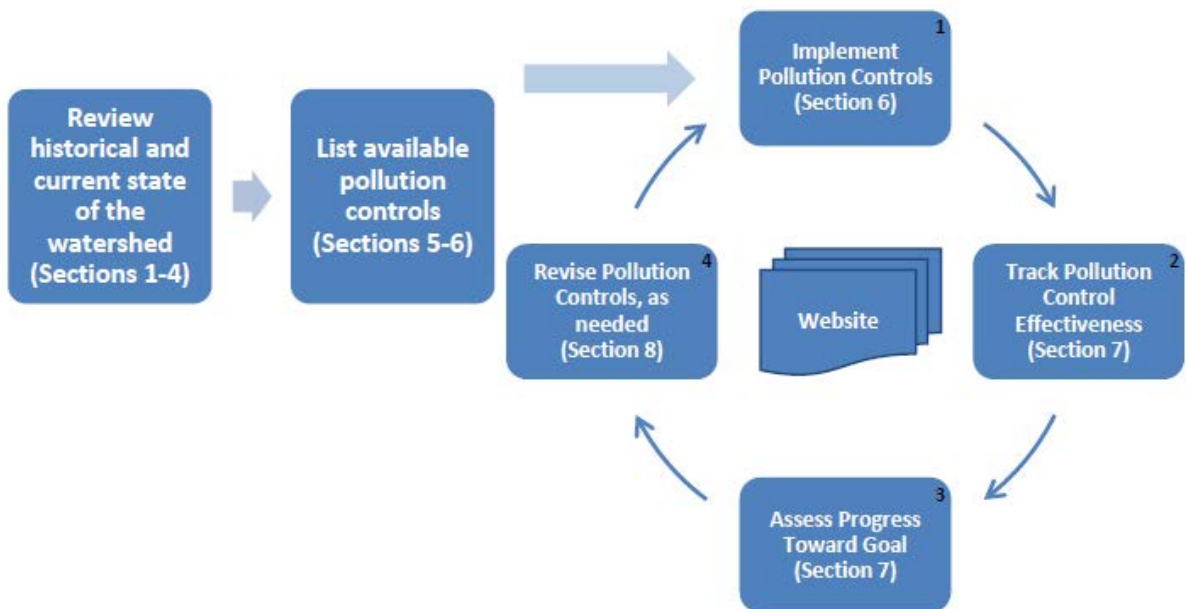 Review
historical and
current state
of the
watershed
(Sections 1-4)
List available
pollution
controls
(Sections 5-6)
1
Implement
Pollution Controls
(Section 6)
2
Track Pollution
Control
Effectiveness
(Section 7)
3
Assess Progress
Toward Goal
(Section 7)
4
Revise Pollution
Controls, as
needed
(Section 8)
Website